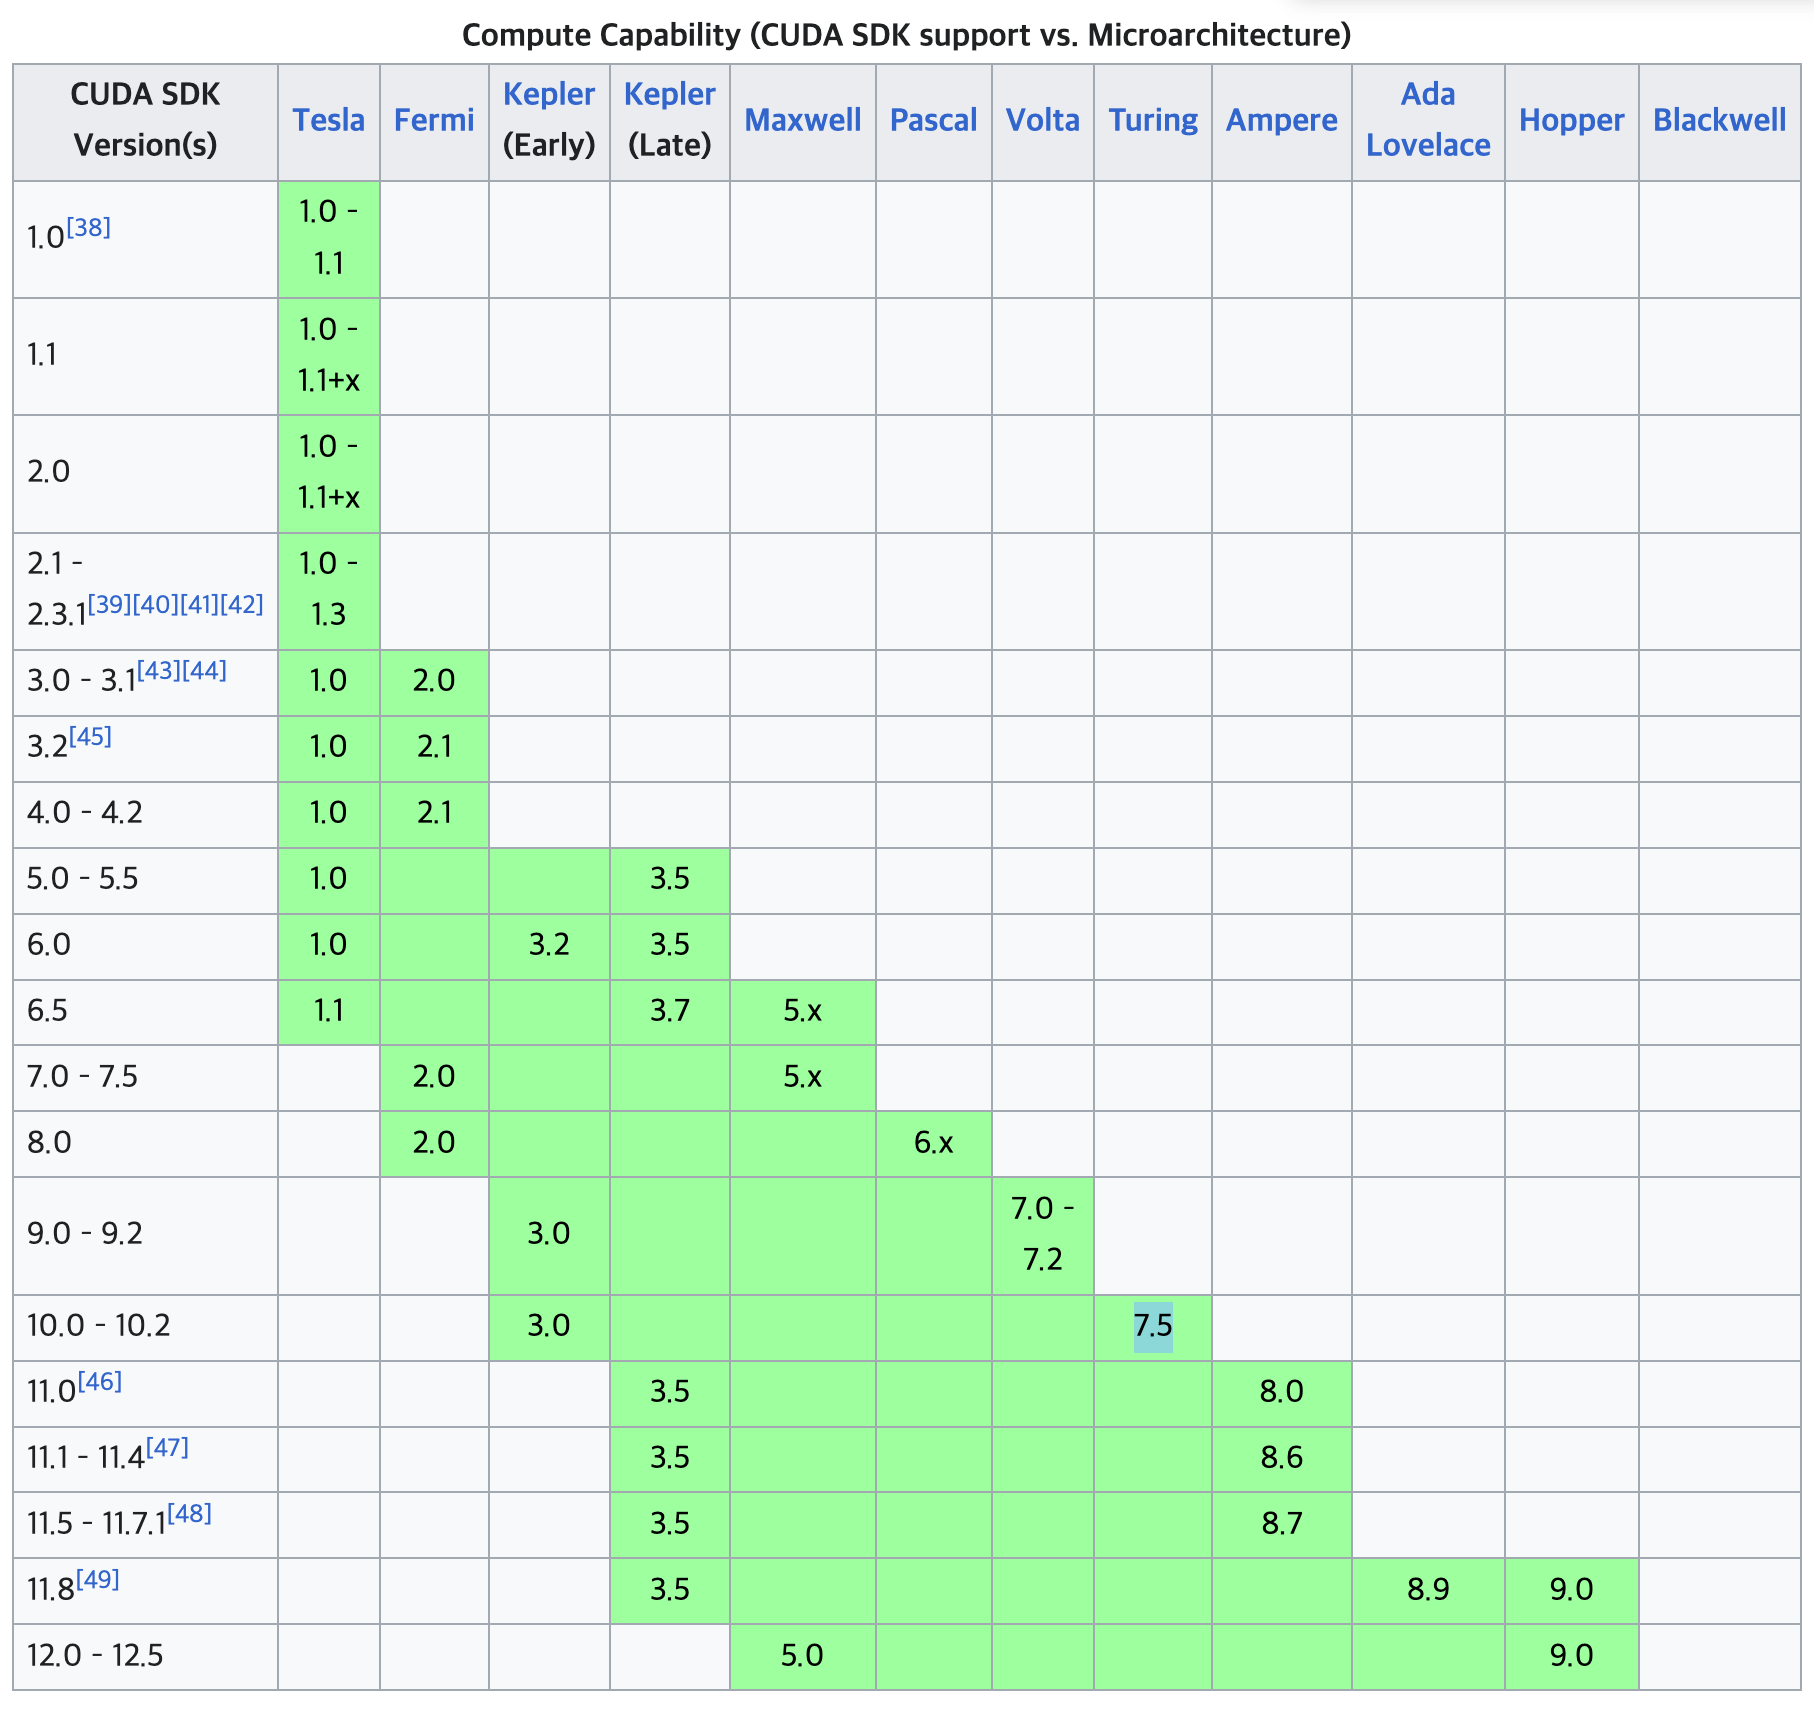 Compute Capability (CUDA SDK support vs. Microarchitecture)
CUDA SDK Version(s) Tesla Fermi Kepler (Early) Kepler (Late) Maxwell Pascal Volta Turing Ampere Ada Lovelace Hopper Blackwell
1.0[38] 1.0 - 1.1
1.1 1.0 - 1.1+x
2.0 1.0 - 1.1+x
2.1 - 2.3.1[39][40][41][42] 1.0 - 1.3
3.0 - 3.1[43][44] 1.0 2.0
3.2[45] 1.0 2.1
4.0 - 4.2 1.0 2.1
5.0 - 5.5 1.0 3.5
6.0 1.0 3.2 3.5
6.5 1.1 3.7 5.x
7.0 - 7.5 2.0 5.x
8.0 2.0 6.x
9.0 - 9.2 3.0 7.0 - 7.2
10.0 - 10.2 3.0 7.5
11.0[46] 3.5 8.0
11.1 - 11.4[47] 3.5 8.6
11.5 - 11.7.1[48] 3.5 8.7
11.8[49] 3.5 8.9 9.0
12.0 - 12.5 5.0 9.0